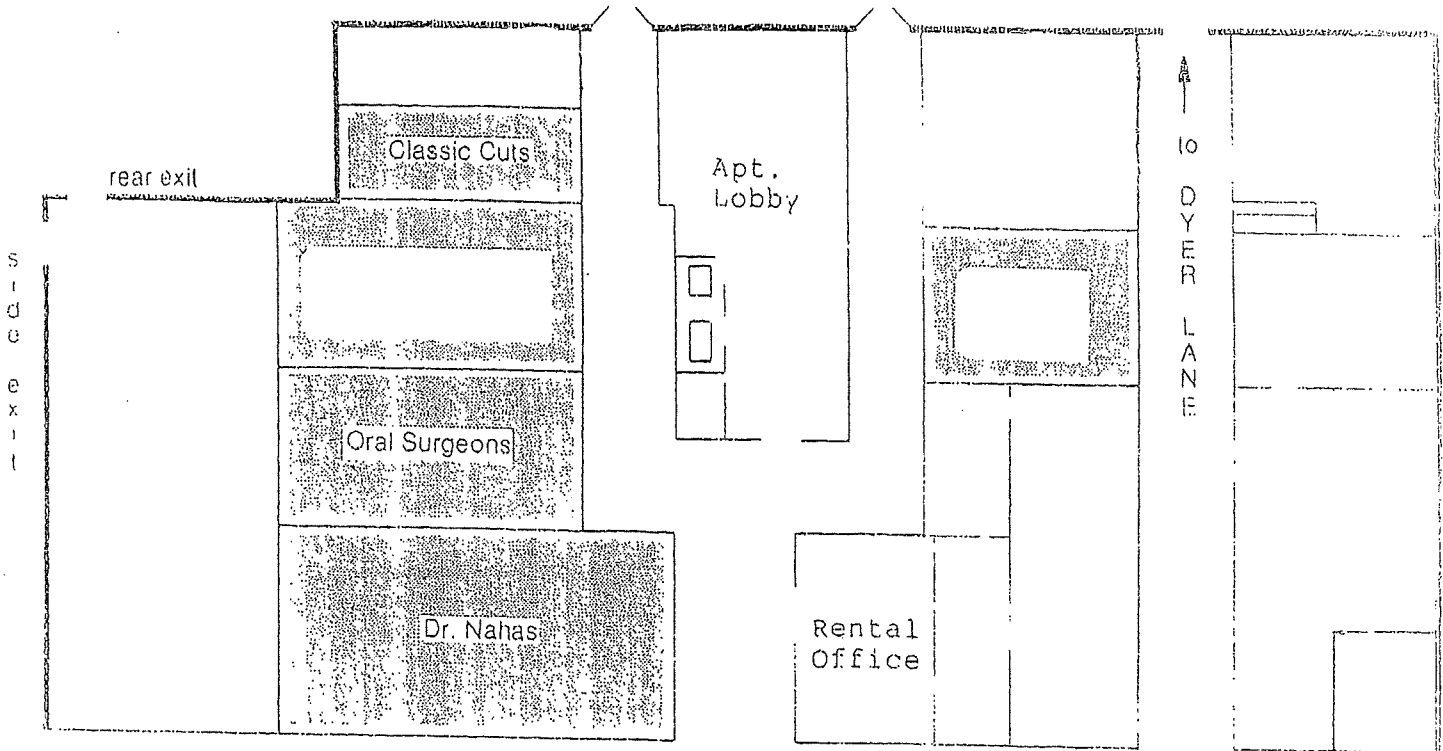 rear exit
side exit
Classic Cuts
Oral Surgeons
Dr. Nahas
Apt.
Lobby
Rental
Office
to DYER LANE